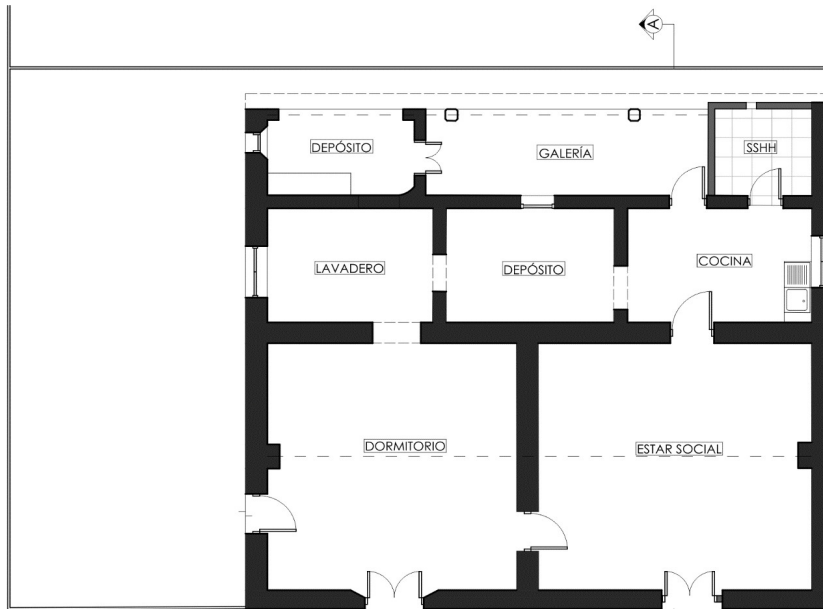 A
DEPÓSITO
GALERÍA
SSHH
LAVADERO
DEPÓSITO
COCINA
DORMITORIO
ESTAR SOCIAL